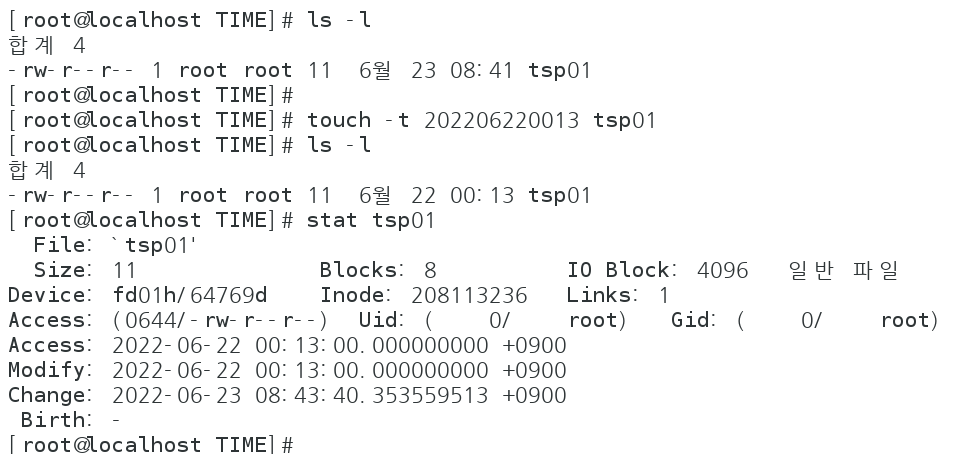 [root@localhost TIME]# ls -l
합계 4
-rw-r--r-- 1 root root 11  6월  23 08:41 tsp01
[root@localhost TIME]#
[root@localhost TIME]# touch -t 202206220013 tsp01
[root@localhost TIME]# ls -l
합계 4
-rw-r--r-- 1 root root 11  6월  22 00:13 tsp01
[root@localhost TIME]# stat tsp01
  File: `tsp01'
  Size: 11              Blocks: 8          IO Block: 4096   일반 파일
Device: fd01h/64769d    Inode: 208113236   Links: 1
Access: (0644/-rw-r--r--)  Uid: (    0/    root)   Gid: (    0/    root)
Access: 2022-06-22 00:13:00.000000000 +0900
Modify: 2022-06-22 00:13:00.000000000 +0900
Change: 2022-06-23 08:43:40.353559513 +0900
 Birth: -
[root@localhost TIME]#